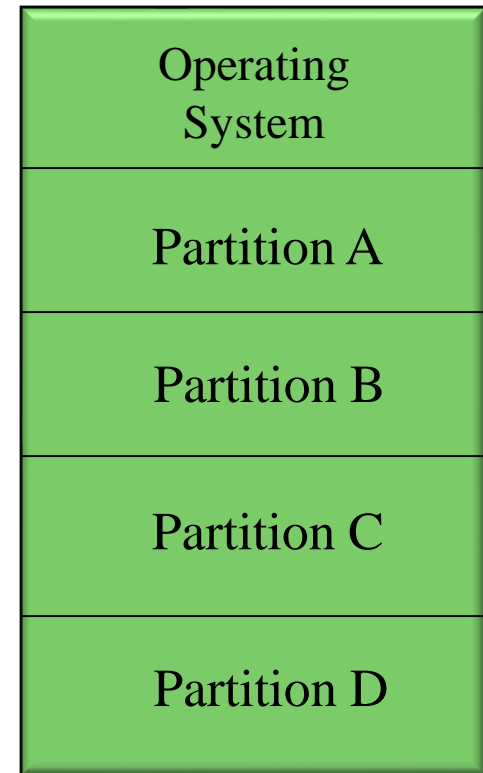 Operating
System
Partition A
Partition B
Partition C
Partition D